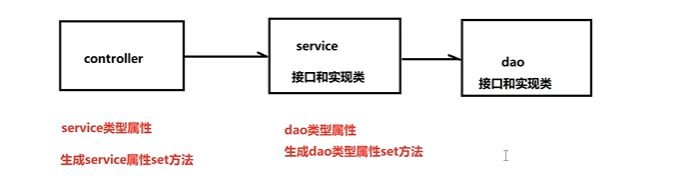 controller
service
接口和实现类
dao
接口和实现类
service类型属性
生成service属性set方法
dao类型属性
生成dao类型属性set方法